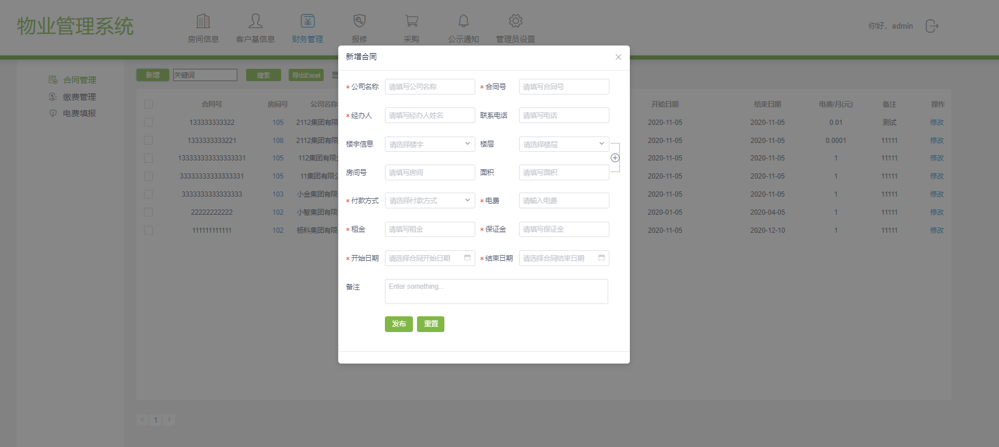 物业管理系统
房间信息 客户基信息 财务管理 报修 采购 公示通知 管理员设置
你好，admin
合同管理
缴费管理
电费填报
新增 关键词 搜索 导出Excel 显
合同号 房间号 公司名称 开始日期 结束日期 电费/月(元) 备注 操作
133333333322 105 2112集团有限 2020-11-05 2020-11-05 0.01 测试 修改
1333333333221 108 2112集团有限 2020-11-05 2020-11-05 0.0001 11111 修改
133333333333333331 105 112集团有限公 2020-11-05 2020-11-05 1 11111 修改
33333333333333331 105 11集团有限公 2020-11-05 2020-11-05 1 11111 修改
3333333333333333 103 小金集团有限 2020-11-05 2020-11-05 1 11111 修改
22222222222 102 小智集团有限 2020-01-05 2020-04-05 1 11111 修改
111111111111 102 杨科集团有限 2020-11-05 2020-12-10 1 11111 修改
1
新增合同
* 公司名称 请填写公司名称 * 合同号 请填写合同号
* 经办人 请填写经办人姓名 联系电话 请填写电话
楼宇信息 请选择楼宇 楼层 请选择楼层
房间号 请填写房间 面积 请填写面积
* 付款方式 请选择付款方式 * 电费 请输入电费
* 租金 请填写租金 * 保证金 请填写保证金
* 开始日期 请选择合同开始日期 * 结束日期 请选择合同结束日期
备注 Enter something...
发布 重置